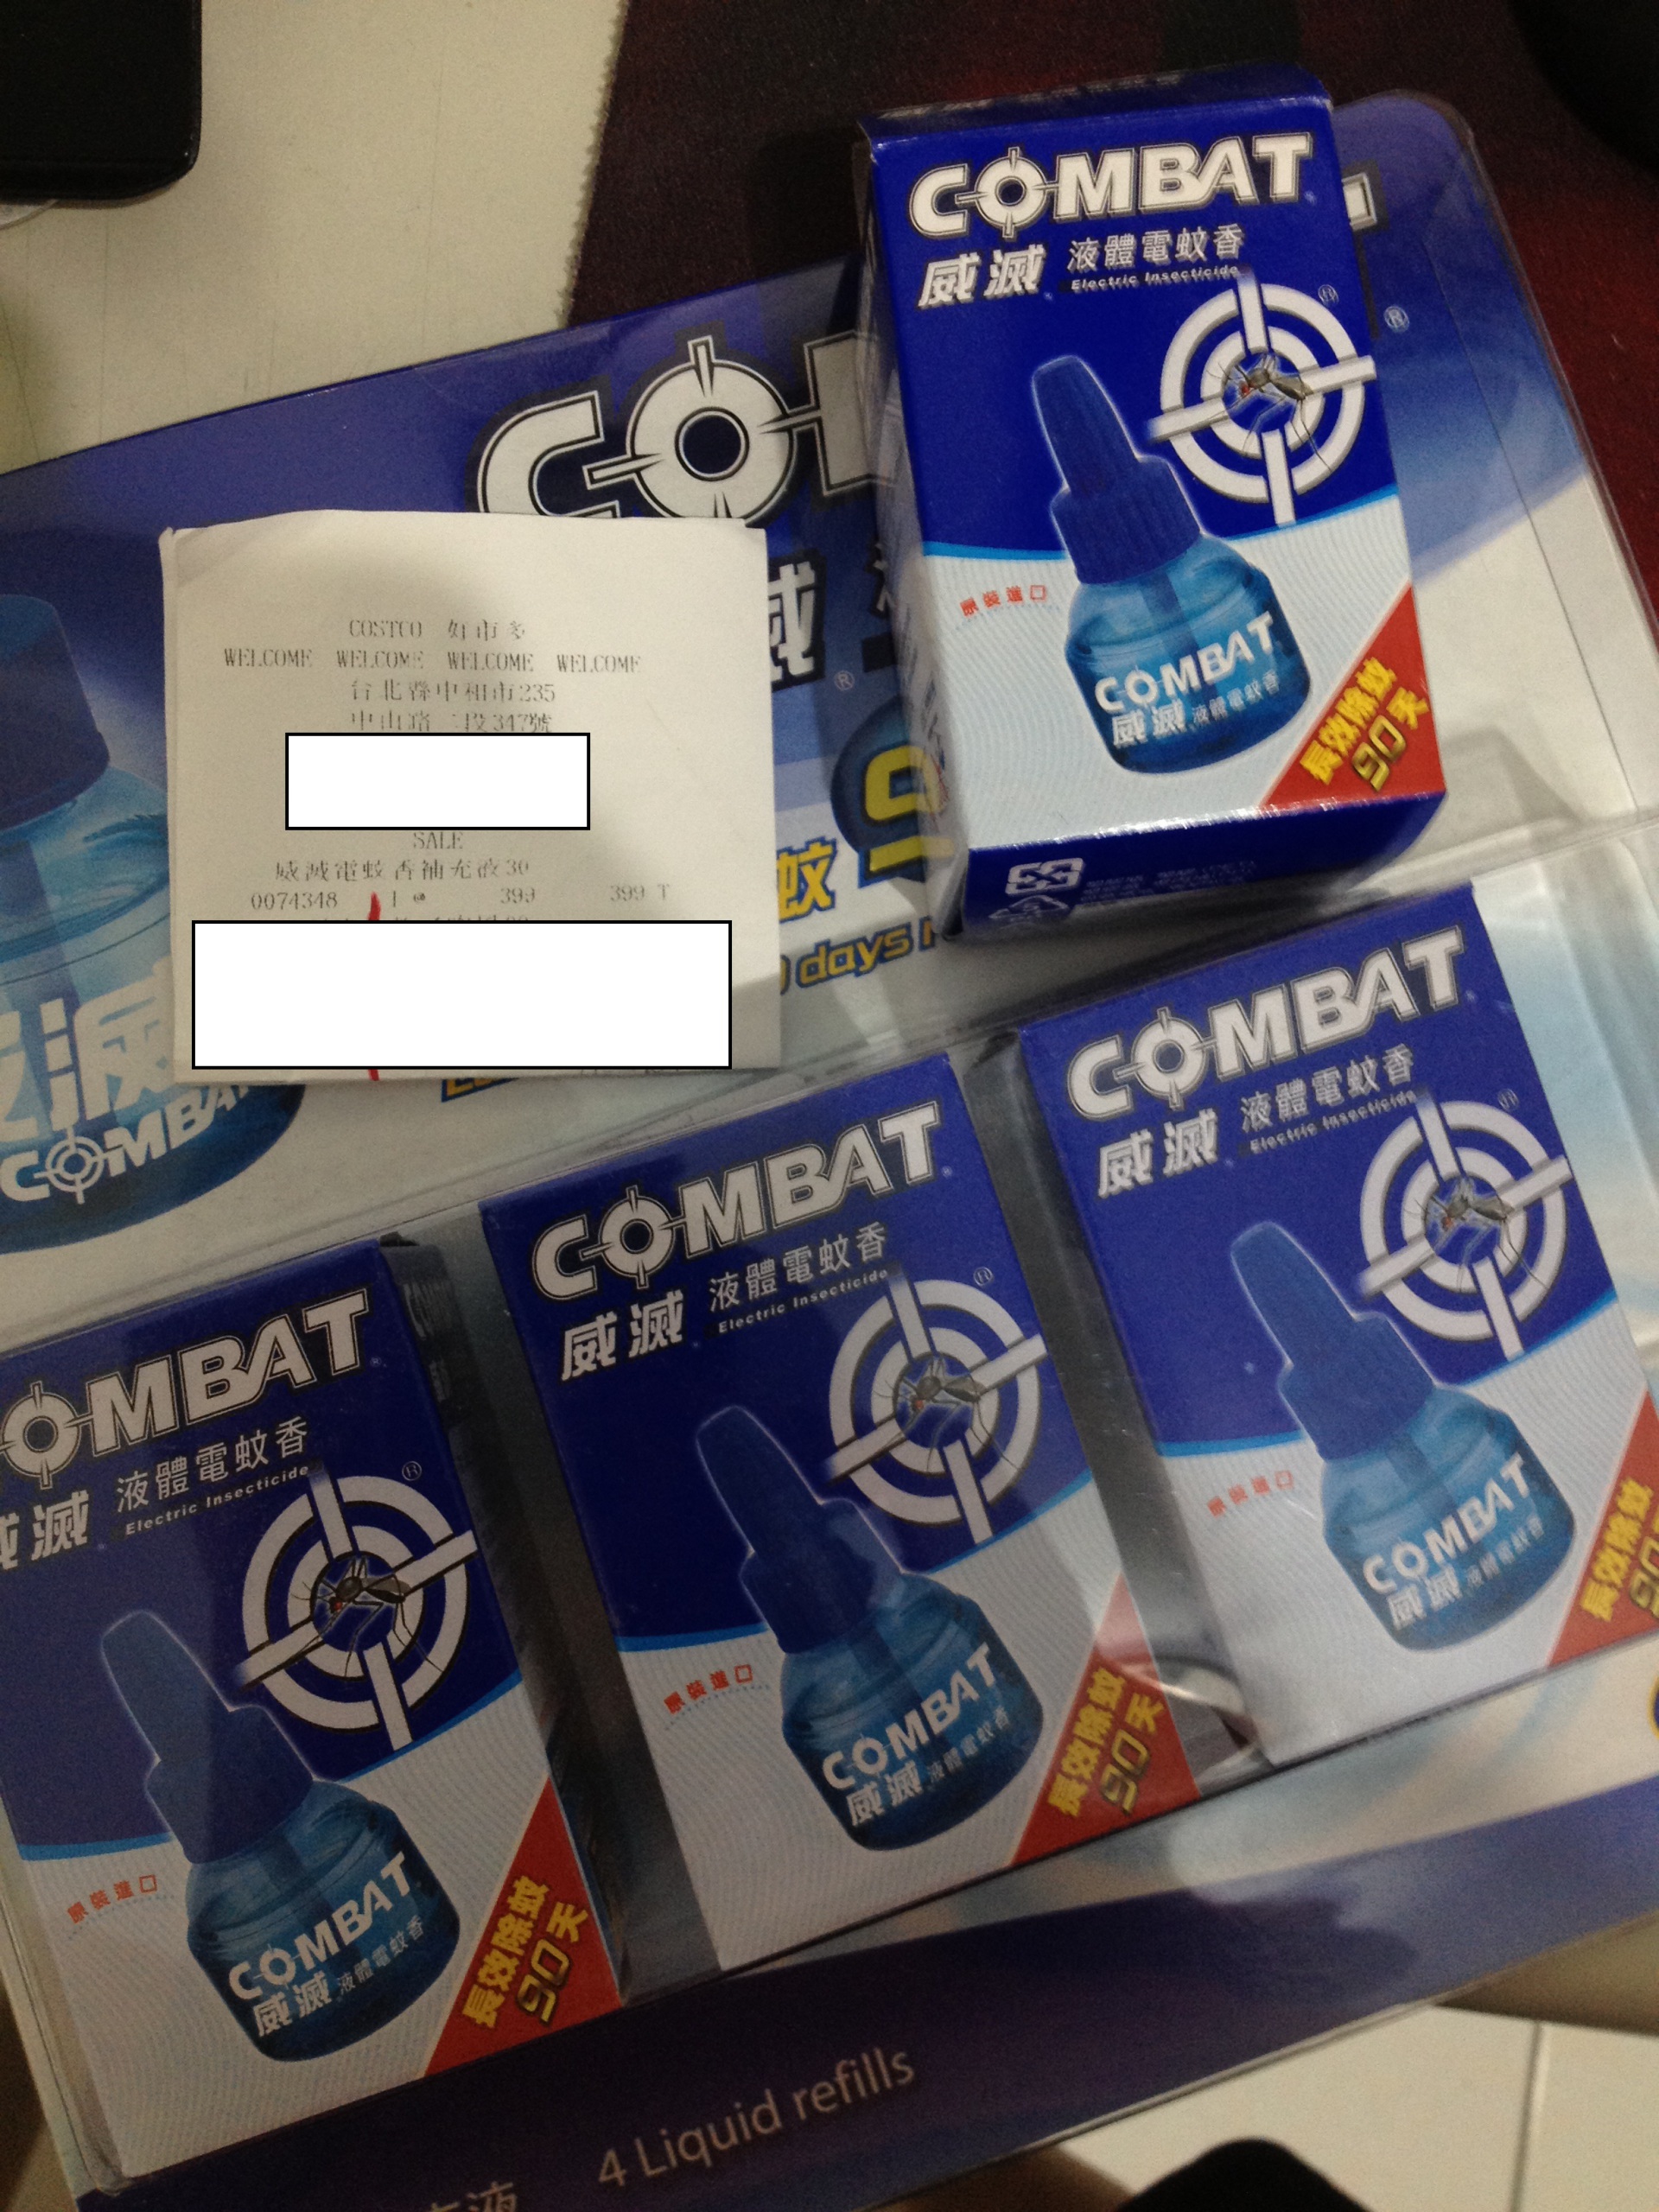 COMBAT
威滅 液體電蚊香
Electric Insecticide
®
原裝進口
COMBAT
威滅 液體電蚊香
長效除蚊
90天
®
®
COSTCO 好市多
WELCOME WELCOME WELCOME WELCOME
台北縣中和市235
中山路二段347號
SALE
威滅電蚊香補充液30
0074348 1 @ 399 399 T
蚊
days
滅
COMBAT
COMBAT
威滅 液體電蚊香
Electric Insecticide
®
原裝進口
COMBAT
威滅 液體電蚊香
長效除蚊
COMBAT
威滅 液體電蚊香
Electric Insecticide
®
原裝進口
COMBAT
威滅 液體電蚊香
長效除蚊
90天
OMBAT
滅 液體電蚊香
Electric Insecticide
®
原裝進口
COMBAT
威滅 液體電蚊香
長效除蚊
90天
4 Liquid refills